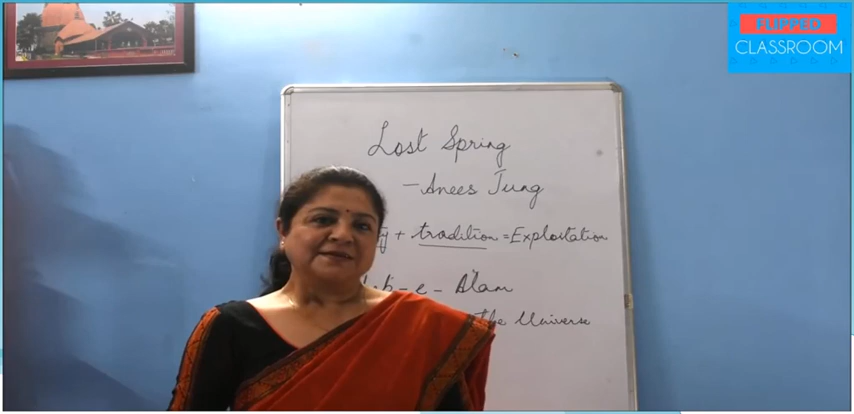 FLIPPED
CLASSROOM
Lost Spring
- Anees Jung
+ tradition = Exploitation
- e - Alam
the Universe